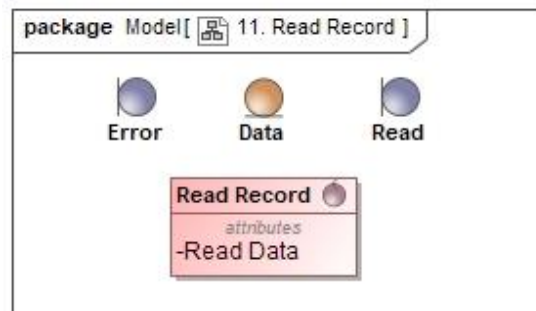 package Model[ 11. Read Record ]
Error Data Read
Read Record
attributes
-Read Data